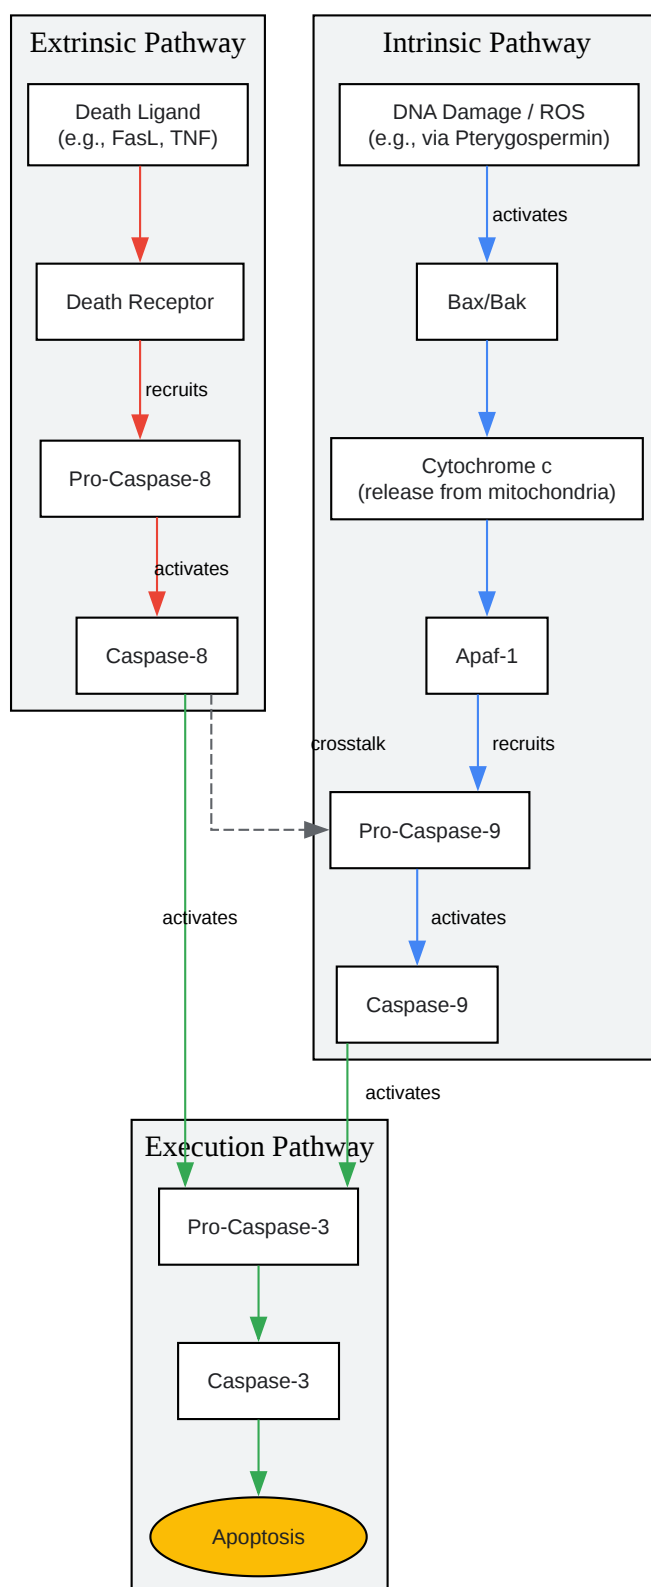 Extrinsic Pathway
Death Ligand
(e.g., FasL, TNF)
Death Receptor
recruits
Pro-Caspase-8
activates
Caspase-8
Intrinsic Pathway
DNA Damage / ROS
(e.g., via Pterygospermin)
activates
Bax/Bak
Cytochrome c
(release from mitochondria)
Apaf-1
crosstalk
recruits
Pro-Caspase-9
activates
Caspase-9
activates
activates
Execution Pathway
Pro-Caspase-3
Caspase-3
Apoptosis